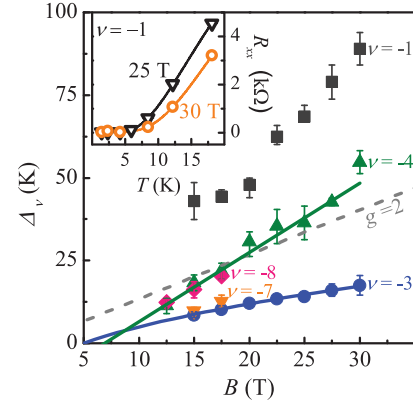 ν = −1
25 T
30 T
4
2
0
R_xx (kΩ)
0 5 10 15
T (K)
100
75
50
25
0
Δ_ν (K)
ν = -1
ν = -4
g = 2
ν = -8
ν = -7
ν = -3
5 10 15 20 25 30 35
B (T)